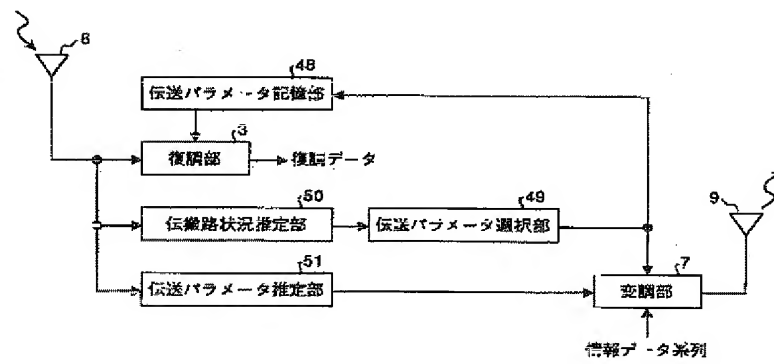 6
48
伝送パラメータ記憶部
3
復調部
復調データ
50
伝搬路状況推定部
49
伝送パラメータ選択部
9
51
伝送パラメータ推定部
7
変調部
情報データ系列